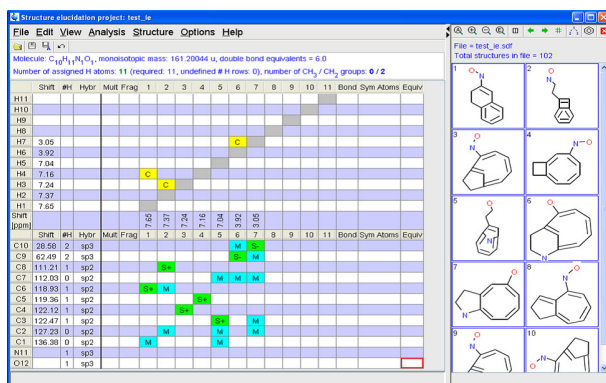 Structure elucidation project: test_ie
File Edit View Analysis Structure Options Help
Molecule: C10H11N1O1, monoisotopic mass: 161.20044 u, double bond equivalents = 6.0
Number of assigned H atoms: 11 (required: 11, undefined # H rows: 0), number of CH3 / CH2 groups: 0 / 2
Shift #H Hybr Mult Frag 1 2 3 4 5 6 7 8 9 10 11 Bond Sym Atoms Equiv
H11
H10
H9
H8
H7 3.05 C
H6 3.92
H5 7.04
H4 7.16 C
H3 7.24 C
H2 7.37
H1 7.65
Shift [ppm] 7.65 7.37 7.24 7.16 7.04 3.92 3.05
Shift #H Hybr Mult Frag 1 2 3 4 5 6 7 8 9 10 11 Bond Sym Atoms Equiv
C10 28.58 2 sp3 M S-
C9 62.49 2 sp3 S- M
C8 111.21 1 sp2 S+
C7 112.03 0 sp2 M M M
C6 118.93 1 sp2 S+ M
C5 119.36 1 sp2 S+
C4 122.12 1 sp2 S+
C3 122.47 1 sp2 S+ M
C2 127.23 0 sp2 M M M
C1 136.38 0 sp2 M M
N11 1 sp3
O12 1 sp3
File = test_ie.sdf
Total structures in file = 102
1 O N
2 O N
3 N O
4 N O
5 O N
6 O N
7 O N
8 N O
9 O N
10 N O